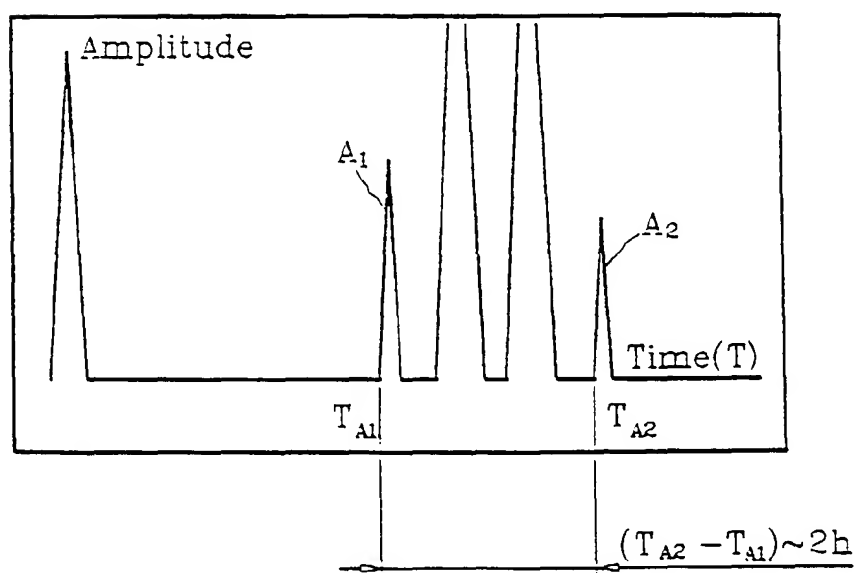 Amplitude
A1
A2
Time(T)
TA1
TA2
(TA2 -TA1)~2h